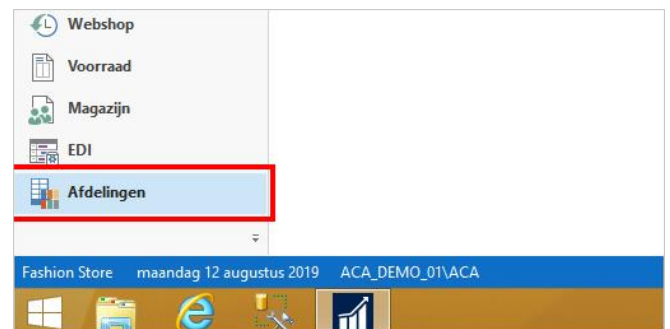 Webshop
Voorraad
Magazijn
EDI
Afdelingen
Fashion Store maandag 12 augustus 2019 ACA_DEMO_01\ACA